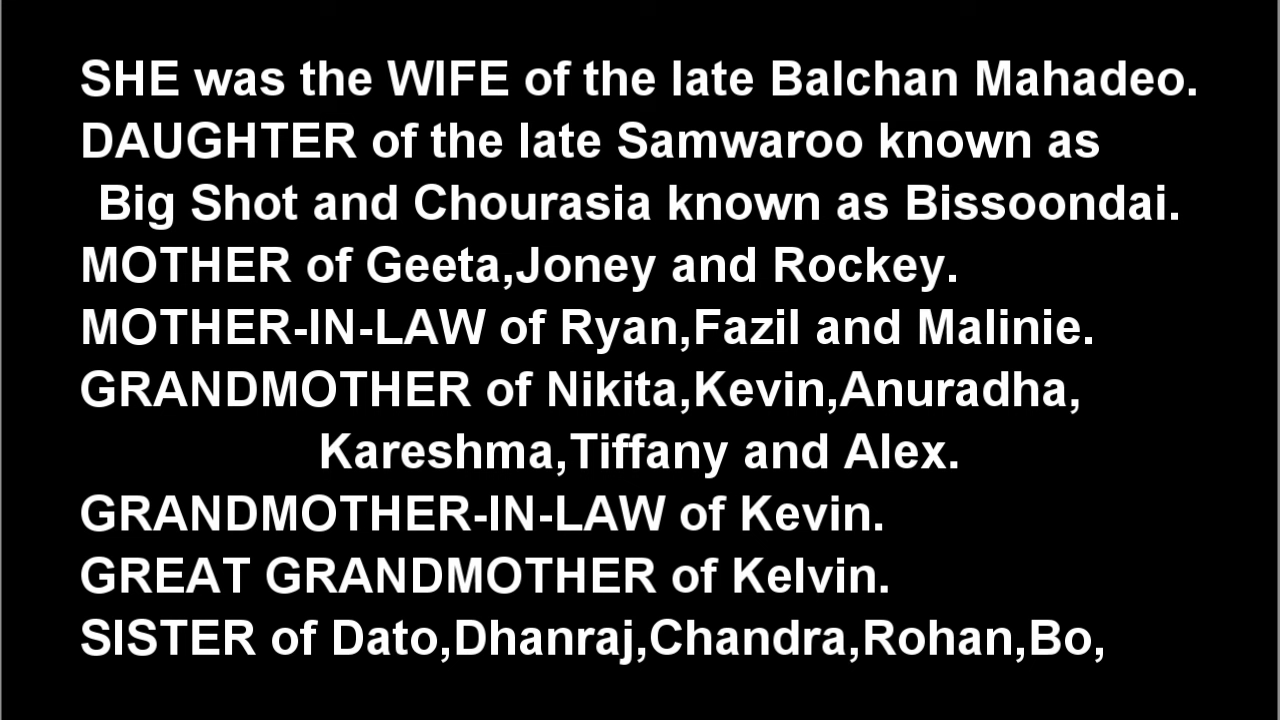 SHE was the WIFE of the late Balchan Mahadeo.
DAUGHTER of the late Samwaroo known as
Big Shot and Chourasia known as Bissoondai.
MOTHER of Geeta,Joney and Rockey.
MOTHER-IN-LAW of Ryan,Fazil and Malinie.
GRANDMOTHER of Nikita,Kevin,Anuradha,
Kareshma,Tiffany and Alex.
GRANDMOTHER-IN-LAW of Kevin.
GREAT GRANDMOTHER of Kelvin.
SISTER of Dato,Dhanraj,Chandra,Rohan,Bo,